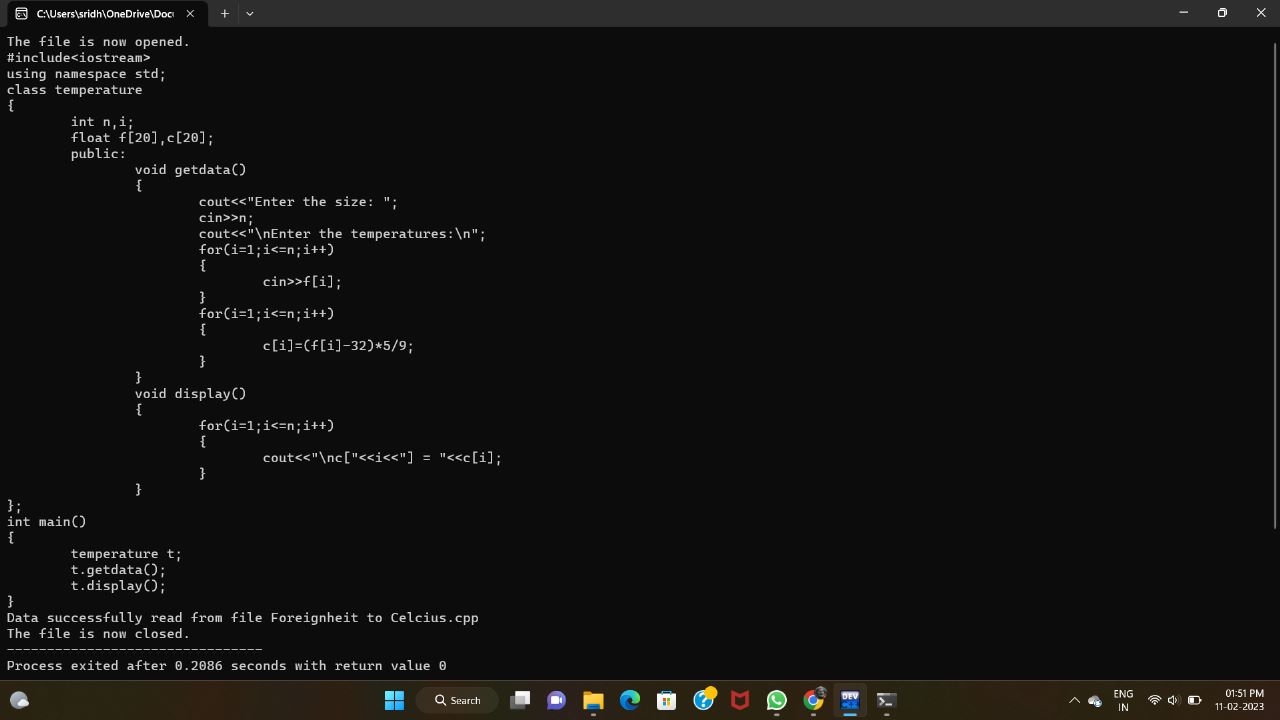 C:\Users\sridh\OneDrive\Docu
The file is now opened.
#include<iostream>
using namespace std;
class temperature
{
        int n,i;
        float f[20],c[20];
        public:
                void getdata()
                {
                        cout<<"Enter the size: ";
                        cin>>n;
                        cout<<"\nEnter the temperatures:\n";
                        for(i=1;i<=n;i++)
                        {
                                cin>>f[i];
                        }
                        for(i=1;i<=n;i++)
                        {
                                c[i]=(f[i]-32)*5/9;
                        }
                }
                void display()
                {
                        for(i=1;i<=n;i++)
                        {
                                cout<<"\nc["<<i<<"] = "<<c[i];
                        }
                }
};
int main()
{
        temperature t;
        t.getdata();
        t.display();
}
Data successfully read from file Foreignheit to Celcius.cpp
The file is now closed.
--------------------------------
Process exited after 0.2086 seconds with return value 0
Search
DEV
ENG
IN
01:51 PM
11-02-2023